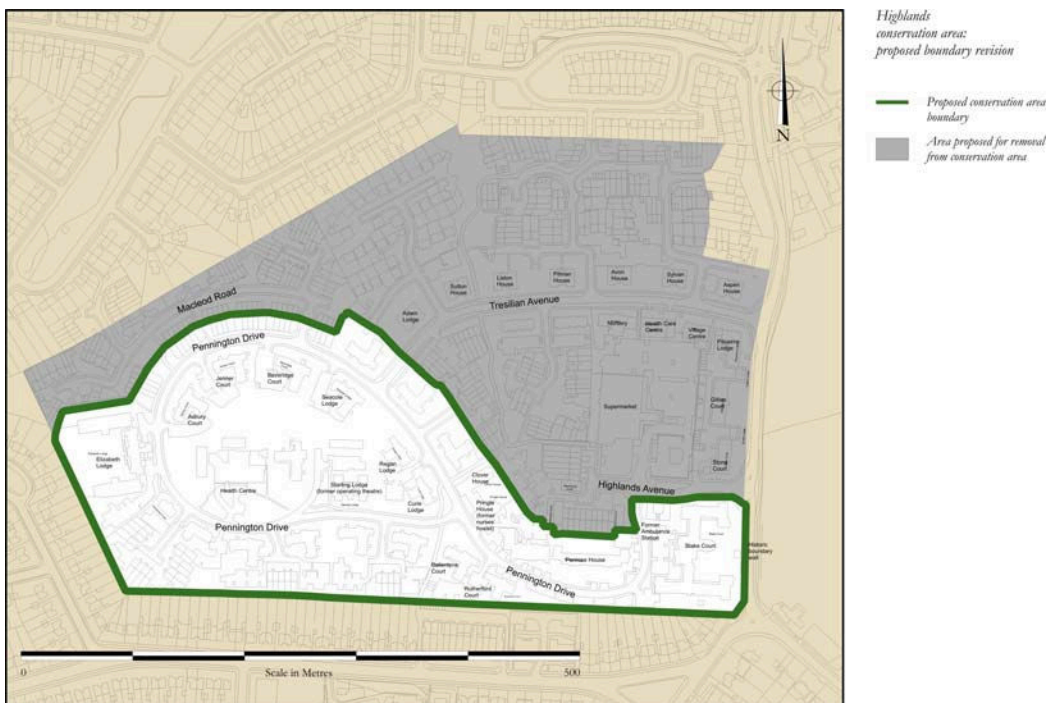 Highlands
conservation area:
proposed boundary revision
Proposed conservation area
boundary
Area proposed for removal
from conservation area
N
Macleod Road
Sutton
House
Liston
House
Pitman
House
Avon
House
Sylvan
House
Aspen
House
Tresilian Avenue
Adam
Lodge
Nursery
Health Care
Centre
Village
Centre
Lodge
Pennington Drive
Jenner
Court
Beveridge
Court
Seacole
Lodge
Supermarket
Gillies
Court
Asbury
Court
Elizabeth
Lodge
Raglan
Lodge
Clover
House
Stone
Court
Highlands Avenue
Health Centre
Starling Lodge
(former operating theatre)
Curie
Lodge
Pringle
House
(former
nurses'
hostel)
Pennington Drive
Former
Ambulance
Station
Blake Court
Historic
boundary
wall
Penman House
Ballantyne
Court
Pennington Drive
Rutherford
Court
0
Scale in Metres
500